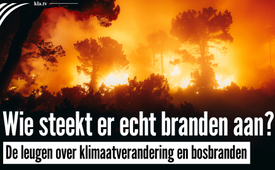 kla.tv
Wie steekt er echt branden aan?
De leugen over klimaatverandering en bosbranden